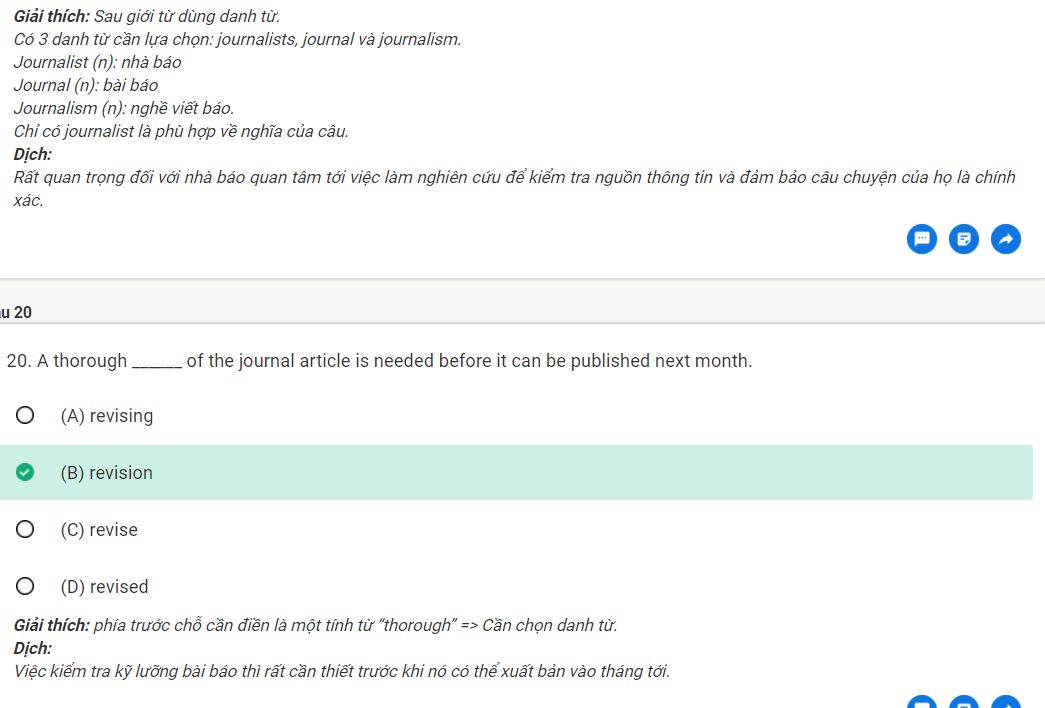 Giải thích: Sau giới từ dùng danh từ.
Có 3 danh từ cần lựa chọn: journalists, journal và journalism.
Journalist (n): nhà báo
Journal (n): bài báo
Journalism (n): nghề viết báo.
Chỉ có journalist là phù hợp về nghĩa của câu.
Dịch:
Rất quan trọng đối với nhà báo quan tâm tới việc làm nghiên cứu để kiểm tra nguồn thông tin và đảm bảo câu chuyện của họ là chính
xác.
u 20
20. A thorough ______ of the journal article is needed before it can be published next month.
(A) revising
(B) revision
(C) revise
(D) revised
Giải thích: phía trước chỗ cần điền là một tính từ “thorough” => Cần chọn danh từ.
Dịch:
Việc kiểm tra kỹ lưỡng bài báo thì rất cần thiết trước khi nó có thể xuất bản vào tháng tới.